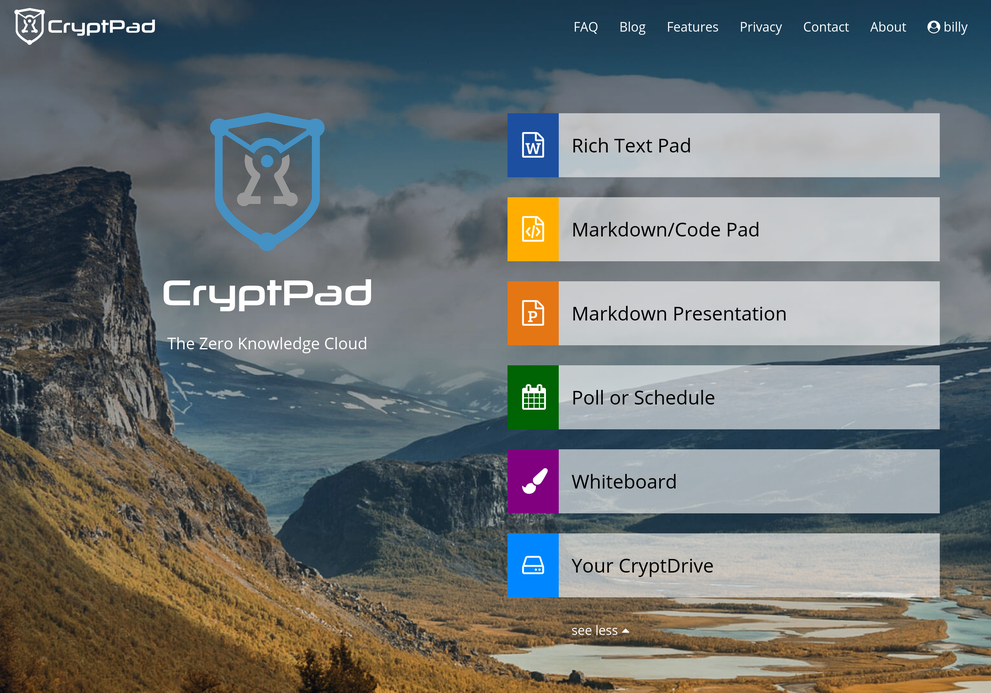 CryptPad
FAQ Blog Features Privacy Contact About billy
CryptPad
The Zero Knowledge Cloud
W Rich Text Pad
</> Markdown/Code Pad
P Markdown Presentation
Poll or Schedule
Whiteboard
Your CryptDrive
see less